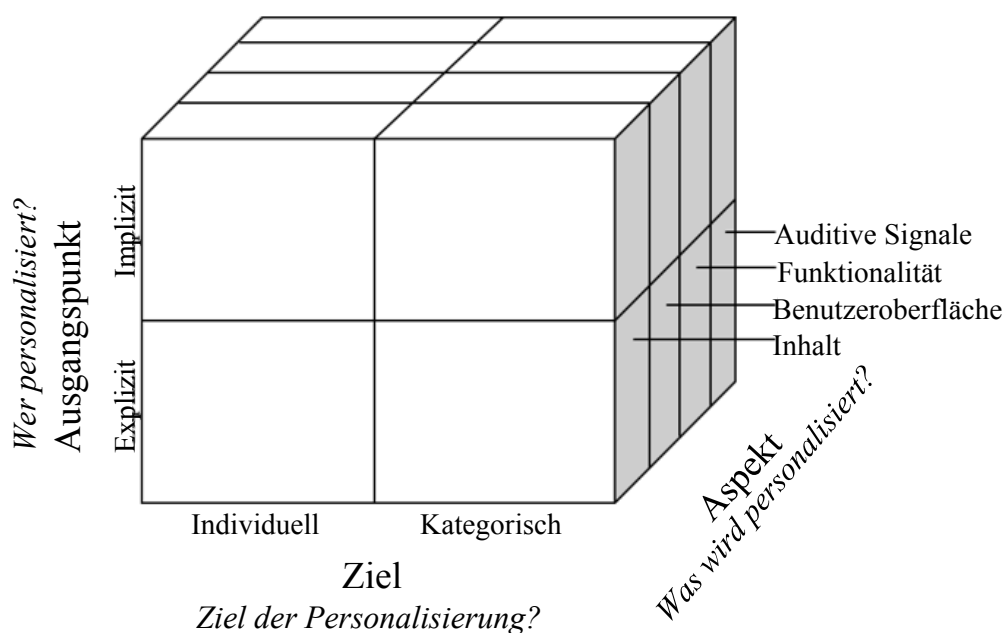 Wer personalisiert?
Ausgangspunkt
Implizit
Explizit
Auditive Signale
Funktionalität
Benutzeroberfläche
Inhalt
Individuell
Kategorisch
Ziel
Ziel der Personalisierung?
Aspekt
Was wird personalisiert?